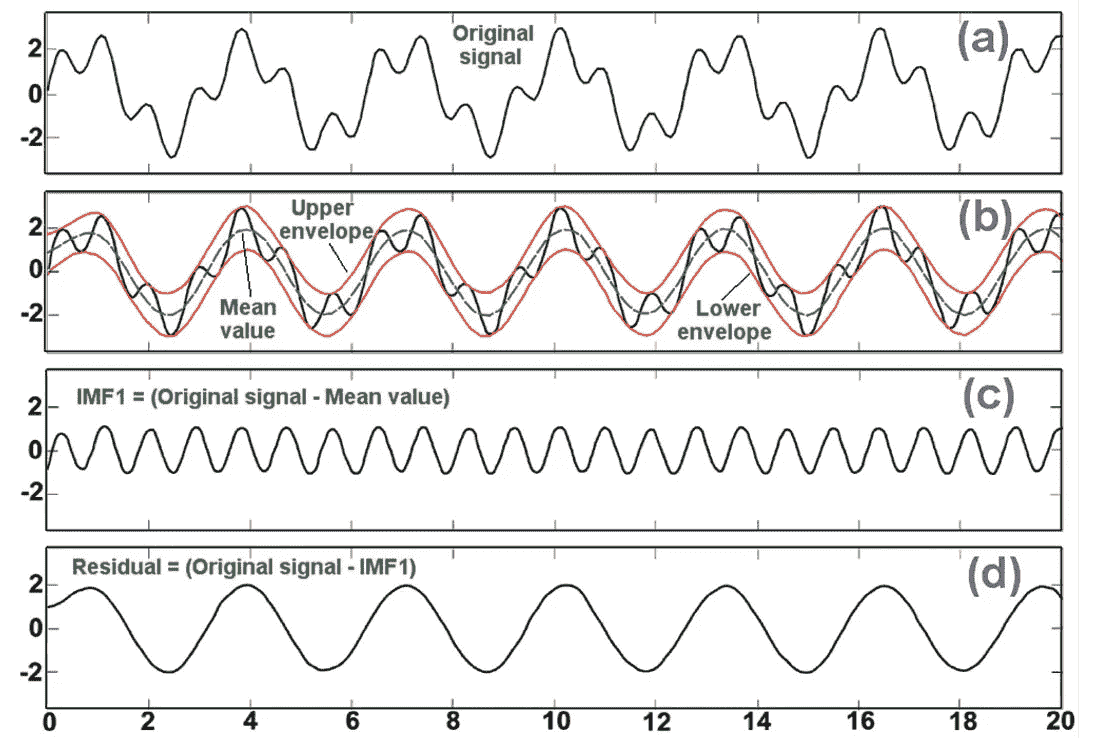 Original
signal
(a)
2
0
-2
Upper
envelope
(b)
2
0
-2
Mean
value
Lower
envelope
IMF1 = (Original signal - Mean value)
(c)
2
0
-2
Residual = (Original signal - IMF1)
(d)
2
0
-2
0 2 4 6 8 10 12 14 16 18 20